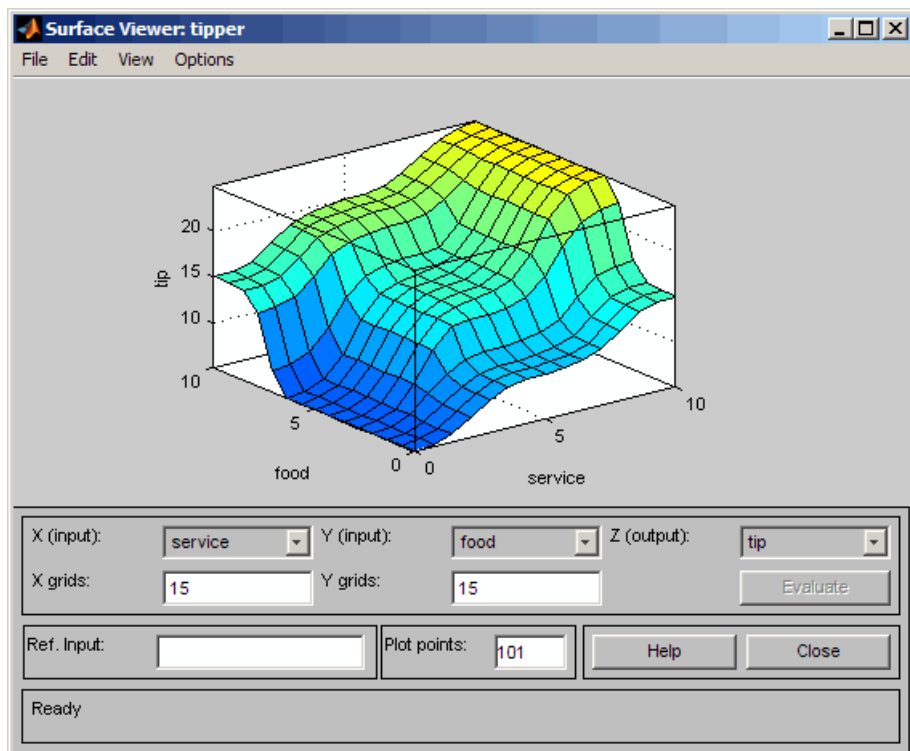 Surface Viewer: tipper
File Edit View Options
20
15
10
tip
10
5
0
food
0
5
10
service
X (input): service Y (input): food Z (output): tip
X grids: 15 Y grids: 15 Evaluate
Ref. Input: Plot points: 101 Help Close
Ready